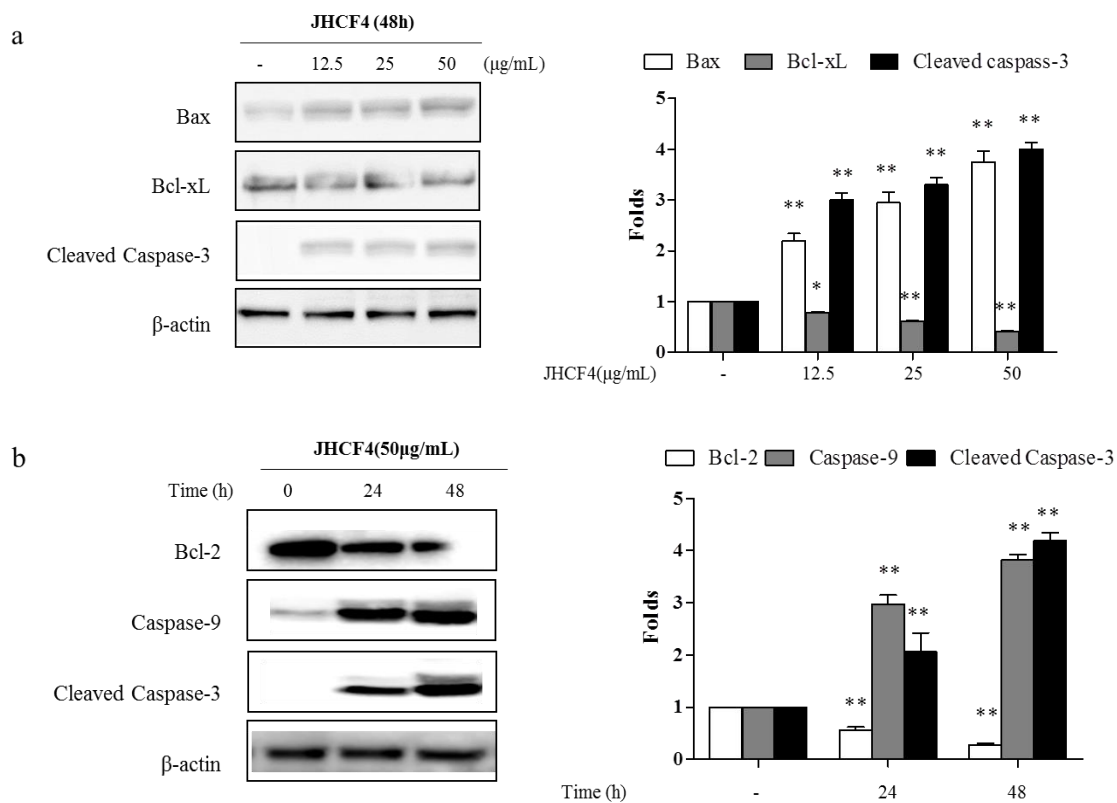 a
JHCF4 (48h)
- 12.5 25 50 (μg/mL)
Bax
Bcl-xL
Cleaved Caspase-3
β-actin
Bax Bcl-xL Cleaved caspass-3
Folds
5
4
3
2
1
0
** ** ** ** ** **
* ** **
JHCF4(μg/mL) - 12.5 25 50
b
JHCF4(50μg/mL)
Time (h) 0 24 48
Bcl-2
Caspase-9
Cleaved Caspase-3
β-actin
Bcl-2 Caspase-9 Cleaved Caspase-3
Folds
5
4
3
2
1
0
** ** ** ** ** **
Time (h) - 24 48